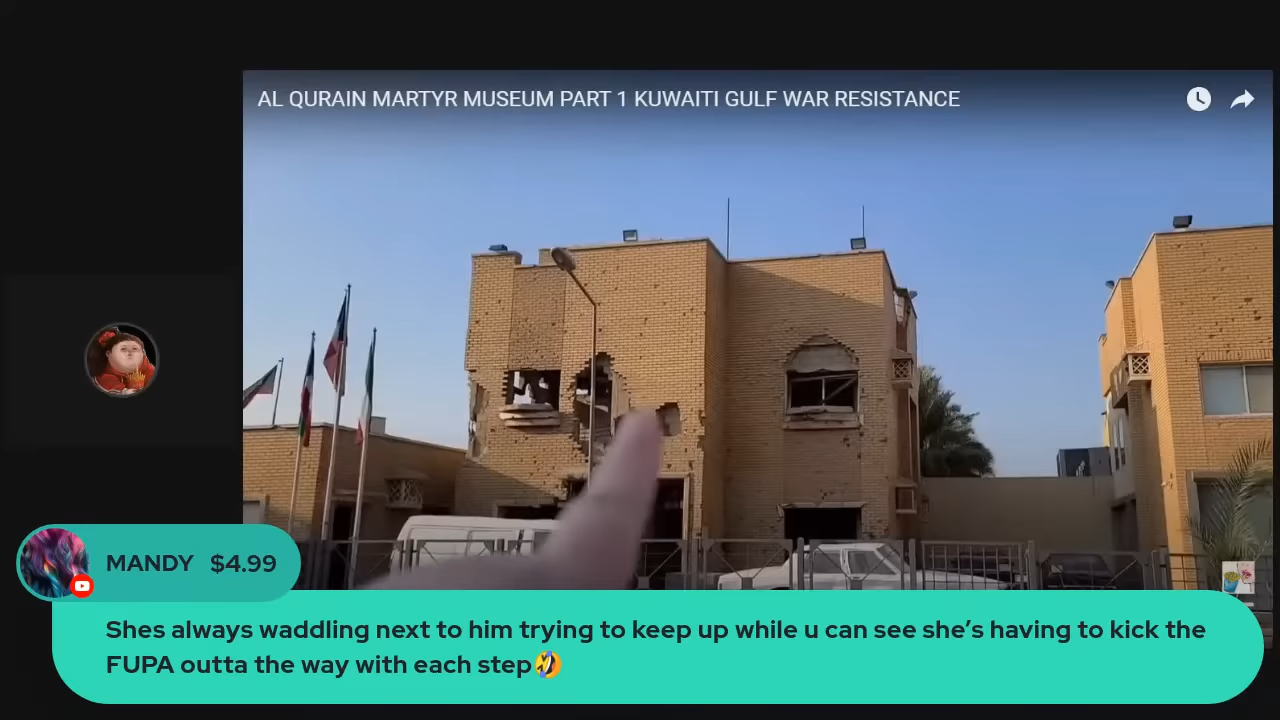 AL QURAIN MARTYR MUSEUM PART 1 KUWAITI GULF WAR RESISTANCE
MANDY $4.99
Shes always waddling next to him trying to keep up while u can see she’s having to kick the
FUPA outta the way with each step🤣